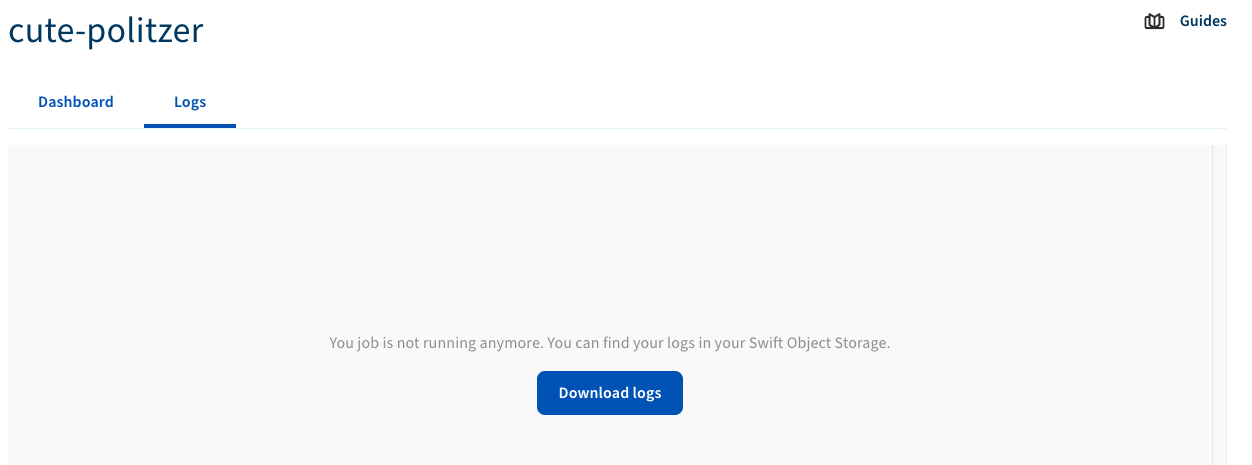 cute-politzer
Guides
Dashboard
Logs
You job is not running anymore. You can find your logs in your Swift Object Storage.
Download logs